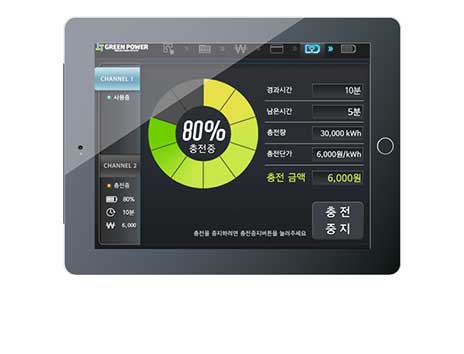 GREEN POWER
CHANNEL 1
사용중
CHANNEL 2
충전중
80%
10분
6,000
80%
충전중
경과시간 10분
남은시간 5분
충전량 30,000 kWh
충전단가 6,000원/kWh
충전 금액 6,000원
충전을 중지하려면 충전중지버튼을 눌러주세요
충 전
중 지